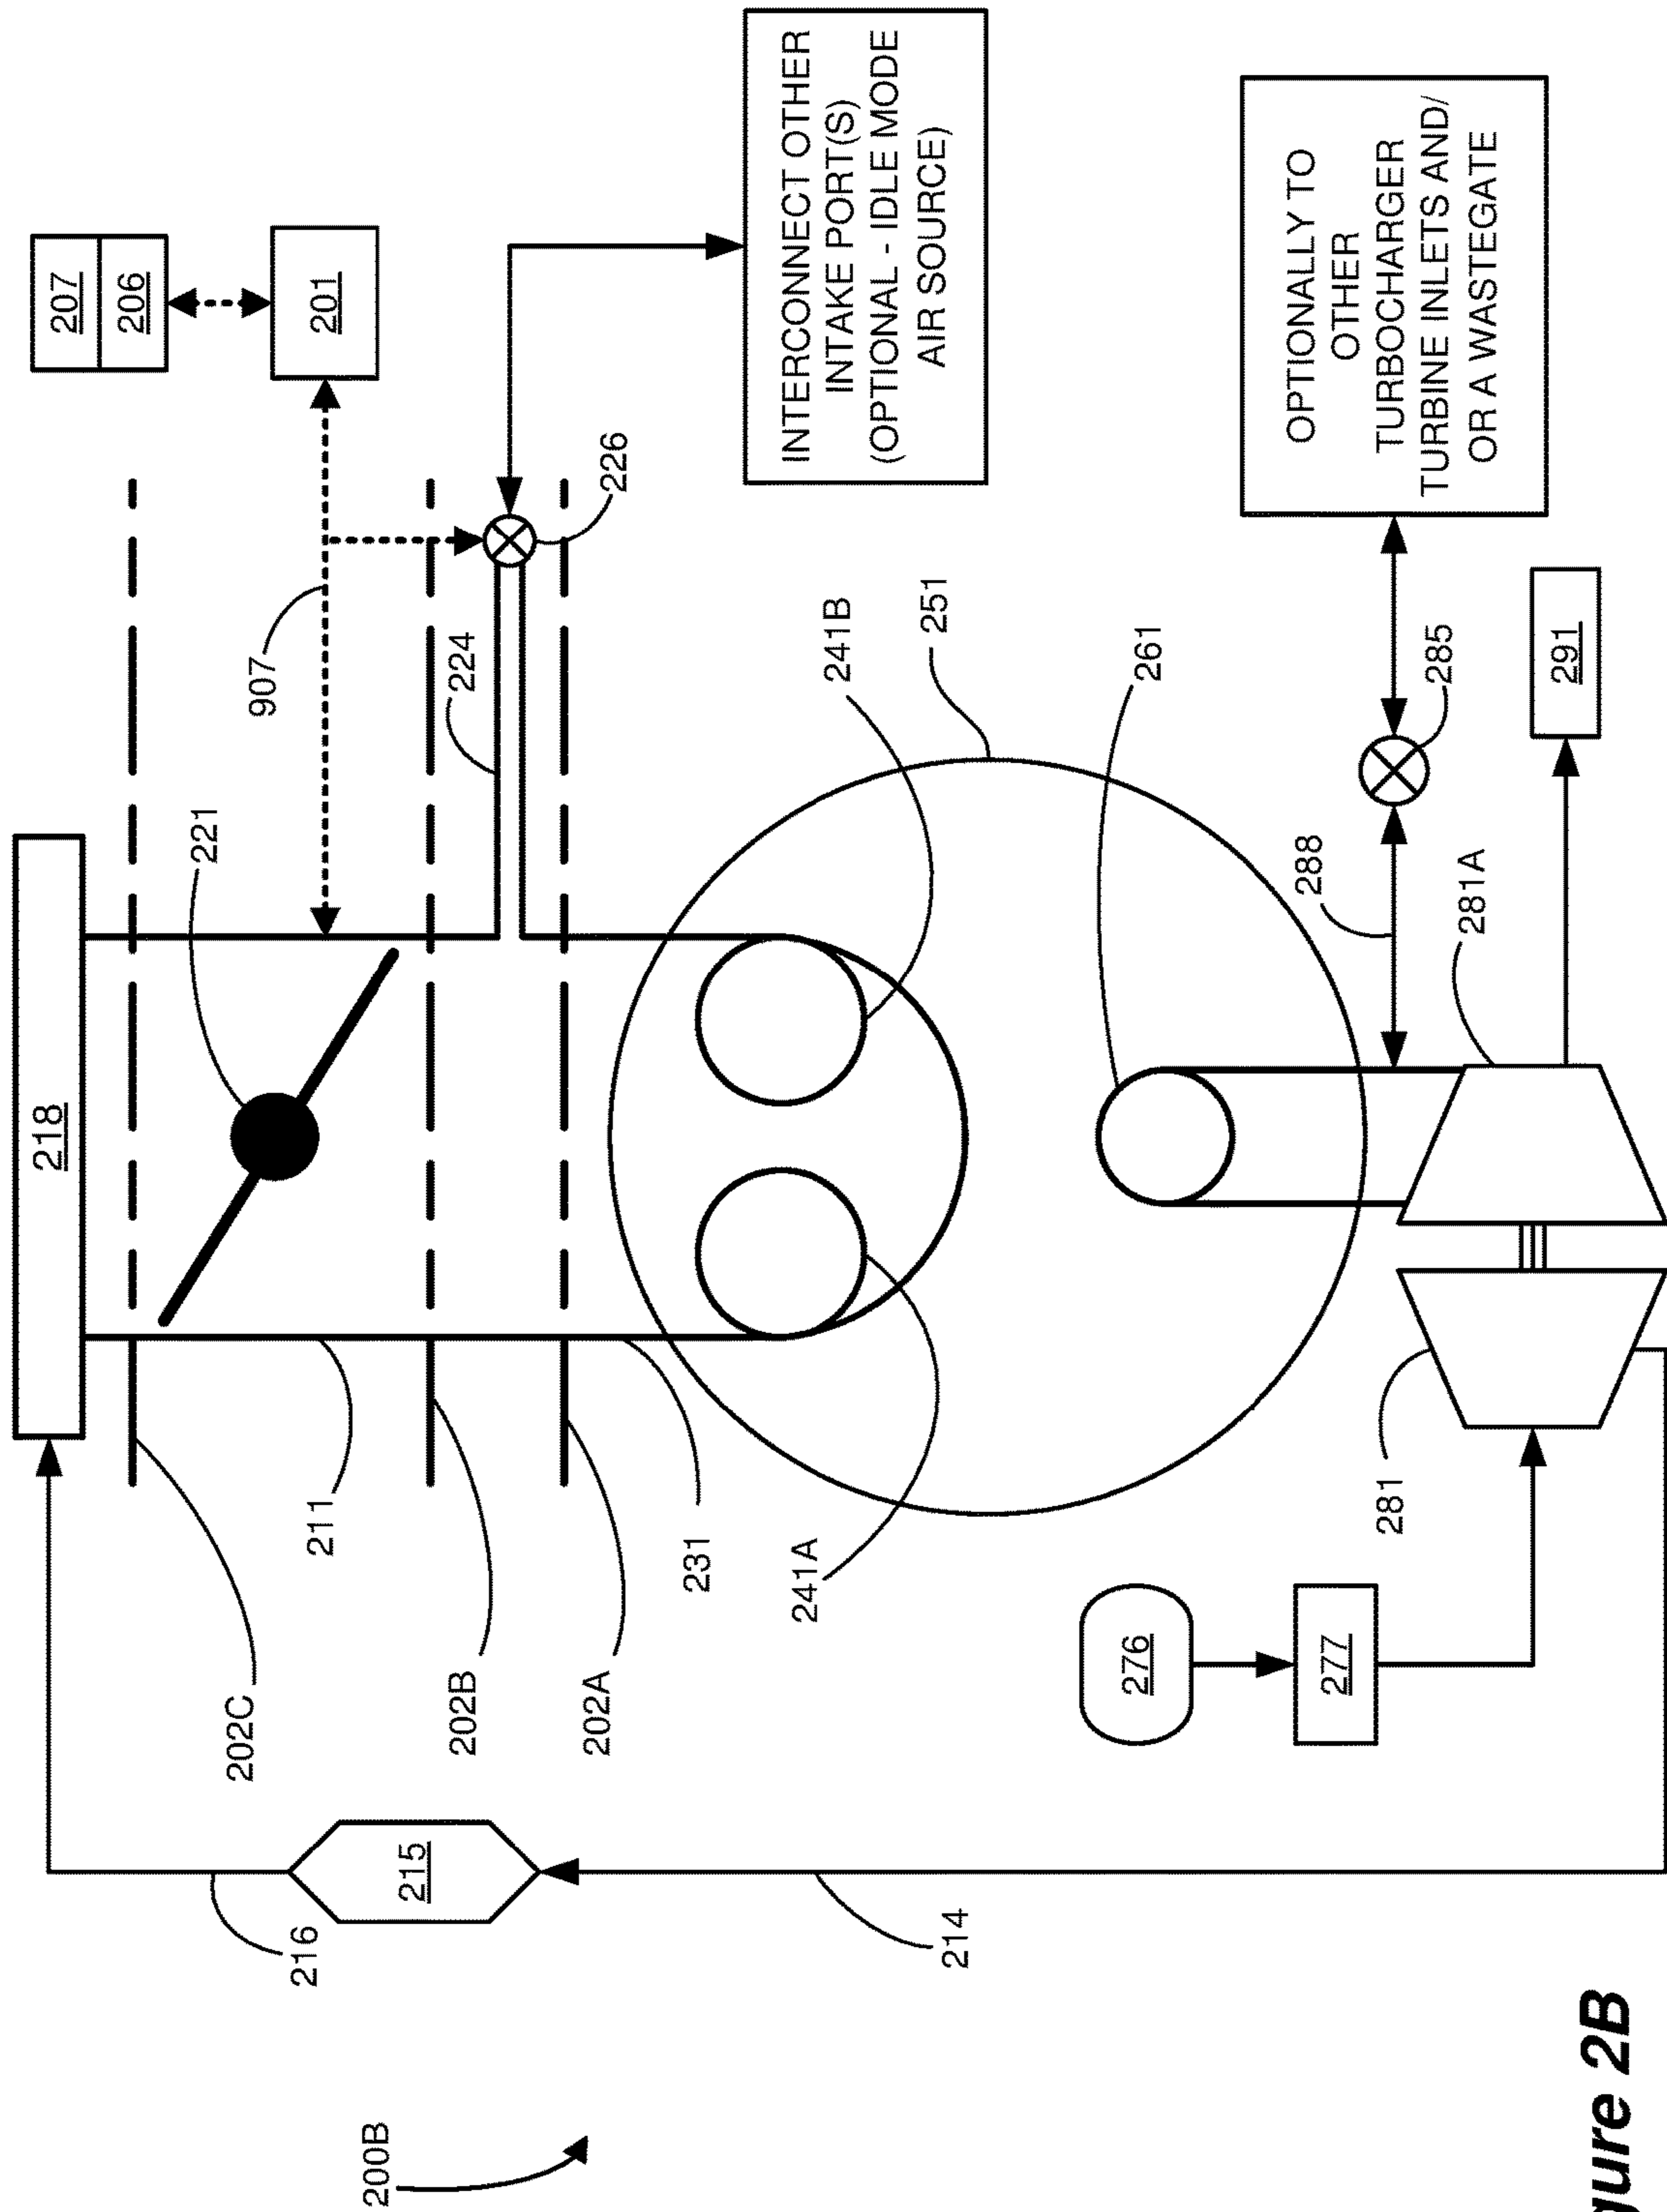 218
207
206
221
202C
907
216
211
201
200B
215
202B
224
202A
226
231
INTERCONNECT OTHER
INTAKE PORT(S)
(OPTIONAL - IDLE MODE
AIR SOURCE)
241A
241B
251
214
276
261
OPTIONALLY TO
OTHER
TURBOCHARGER
TURBINE INLETS AND/
OR A WASTEGATE
288
277
281
285
281A
291
gure 2B